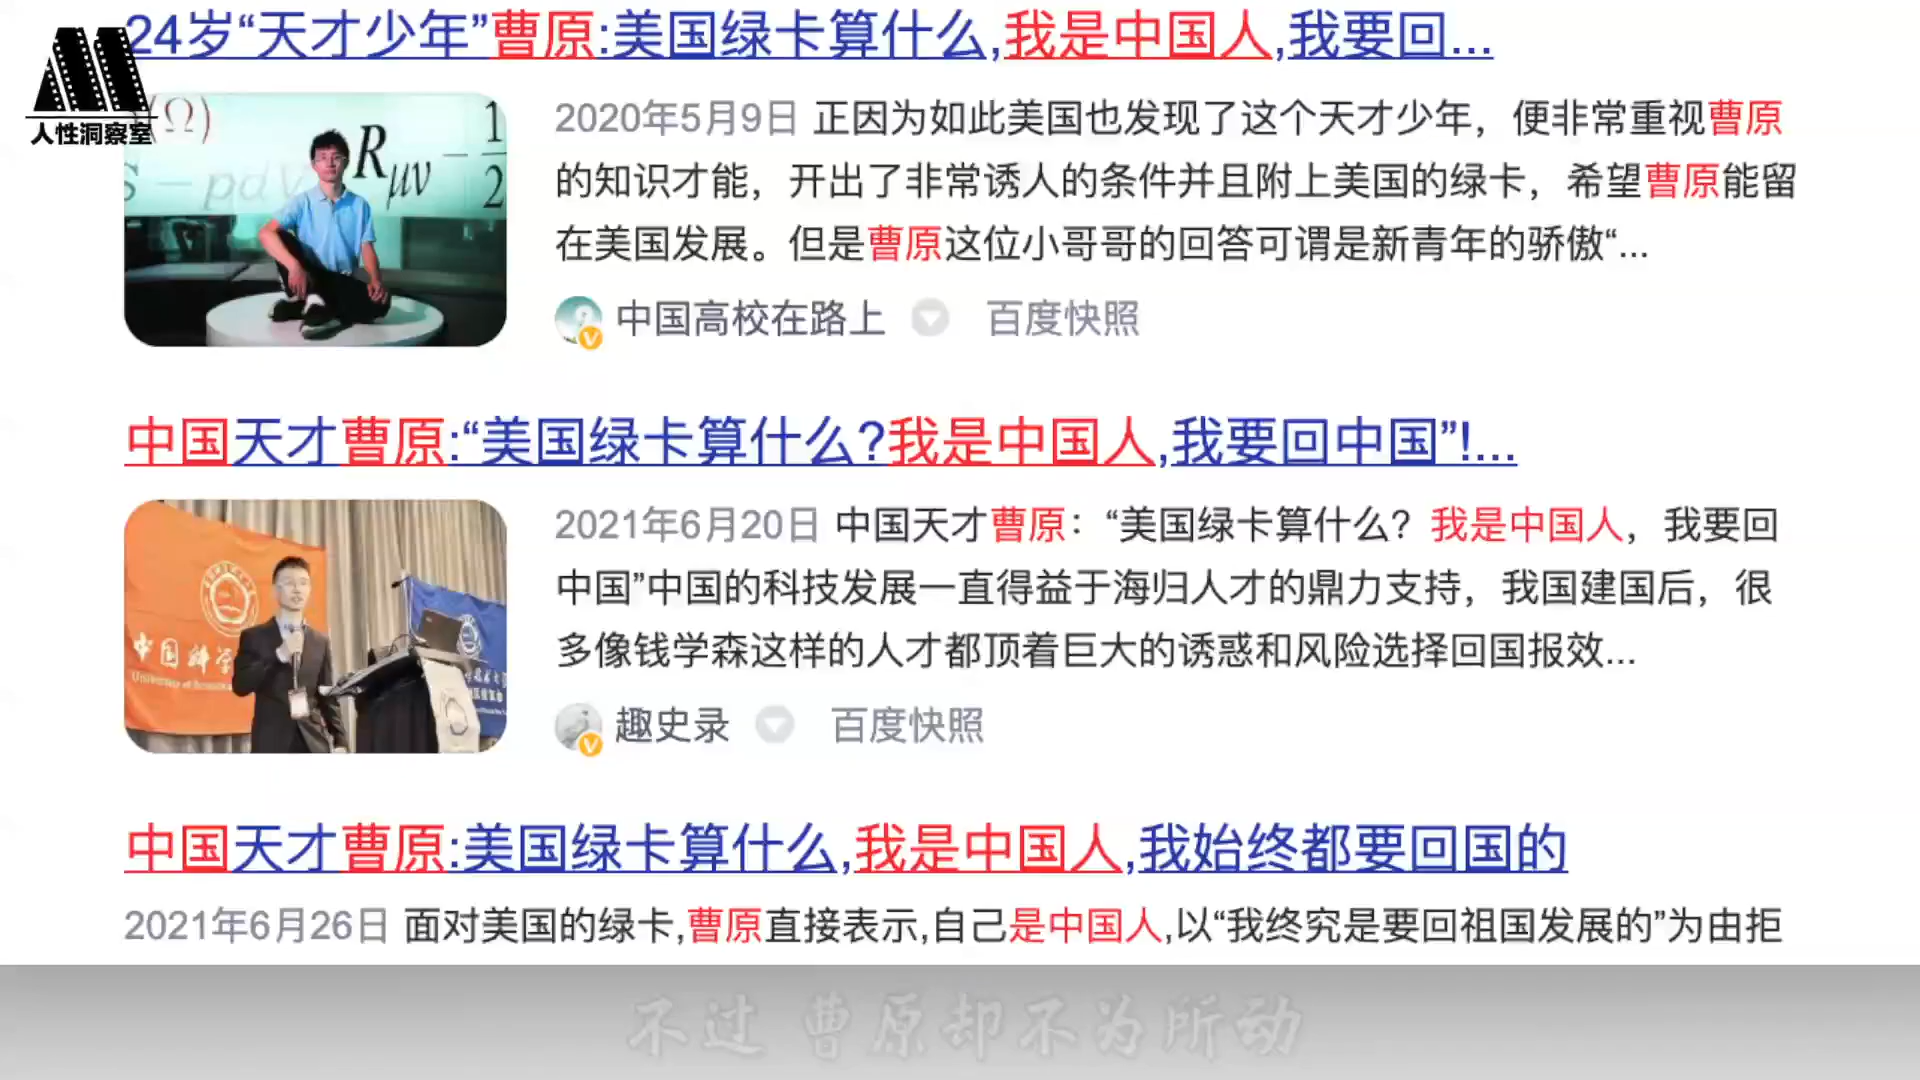 24岁“天才少年”曹原:美国绿卡算什么,我是中国人,我要回...
人性洞察室
(Ω)
S - pdV
Rμν - 1
2
2020年5月9日 正因为如此美国也发现了这个天才少年，便非常重视曹原
的知识才能，开出了非常诱人的条件并且附上美国的绿卡，希望曹原能留
在美国发展。但是曹原这位小哥哥的回答可谓是新青年的骄傲“...
中国高校在路上 百度快照
中国天才曹原:“美国绿卡算什么?我是中国人,我要回中国”!...
中国科学
University of Science
2021年6月20日 中国天才曹原：“美国绿卡算什么？我是中国人，我要回
中国”中国的科技发展一直得益于海归人才的鼎力支持，我国建国后，很
多像钱学森这样的人才都顶着巨大的诱惑和风险选择回国报效...
趣史录 百度快照
中国天才曹原:美国绿卡算什么,我是中国人,我始终都要回国的
2021年6月26日 面对美国的绿卡,曹原直接表示,自己是中国人,以“我终究是要回祖国发展的”为由拒
不过 曹原却不为所动